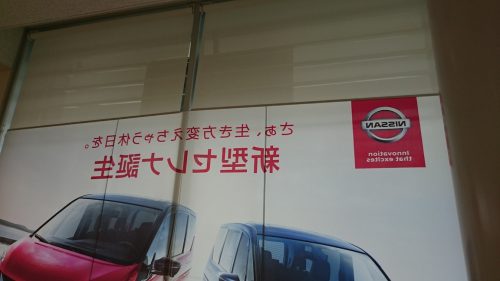 さぁ、生き方変えちゃう休日を。
新型セレナ誕生
NISSAN
Innovation
that excites